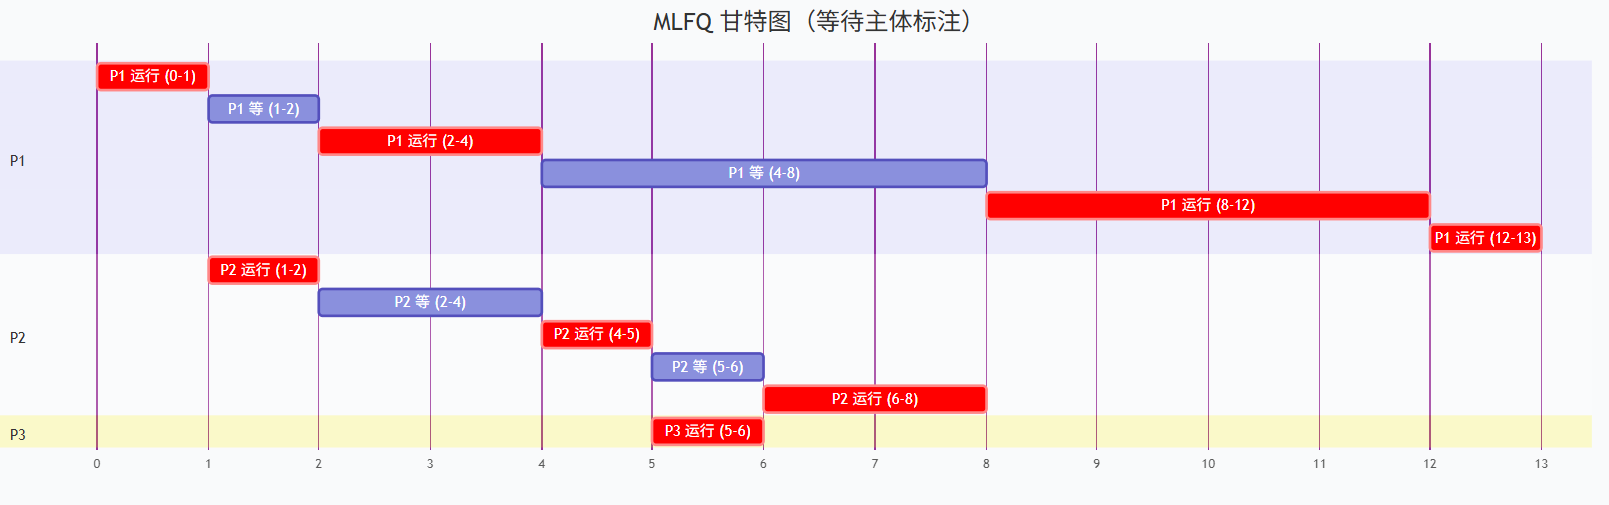 MLFQ 甘特图（等待主体标注）
P1 运行 (0-1)
P1 等 (1-2)
P1 运行 (2-4)
P1
P1 等 (4-8)
P1 运行 (8-12)
P1 运行 (12-13)
P2 运行 (1-2)
P2 等 (2-4)
P2
P2 运行 (4-5)
P2 等 (5-6)
P2 运行 (6-8)
P3
P3 运行 (5-6)
0 1 2 3 4 5 6 7 8 9 10 11 12 13